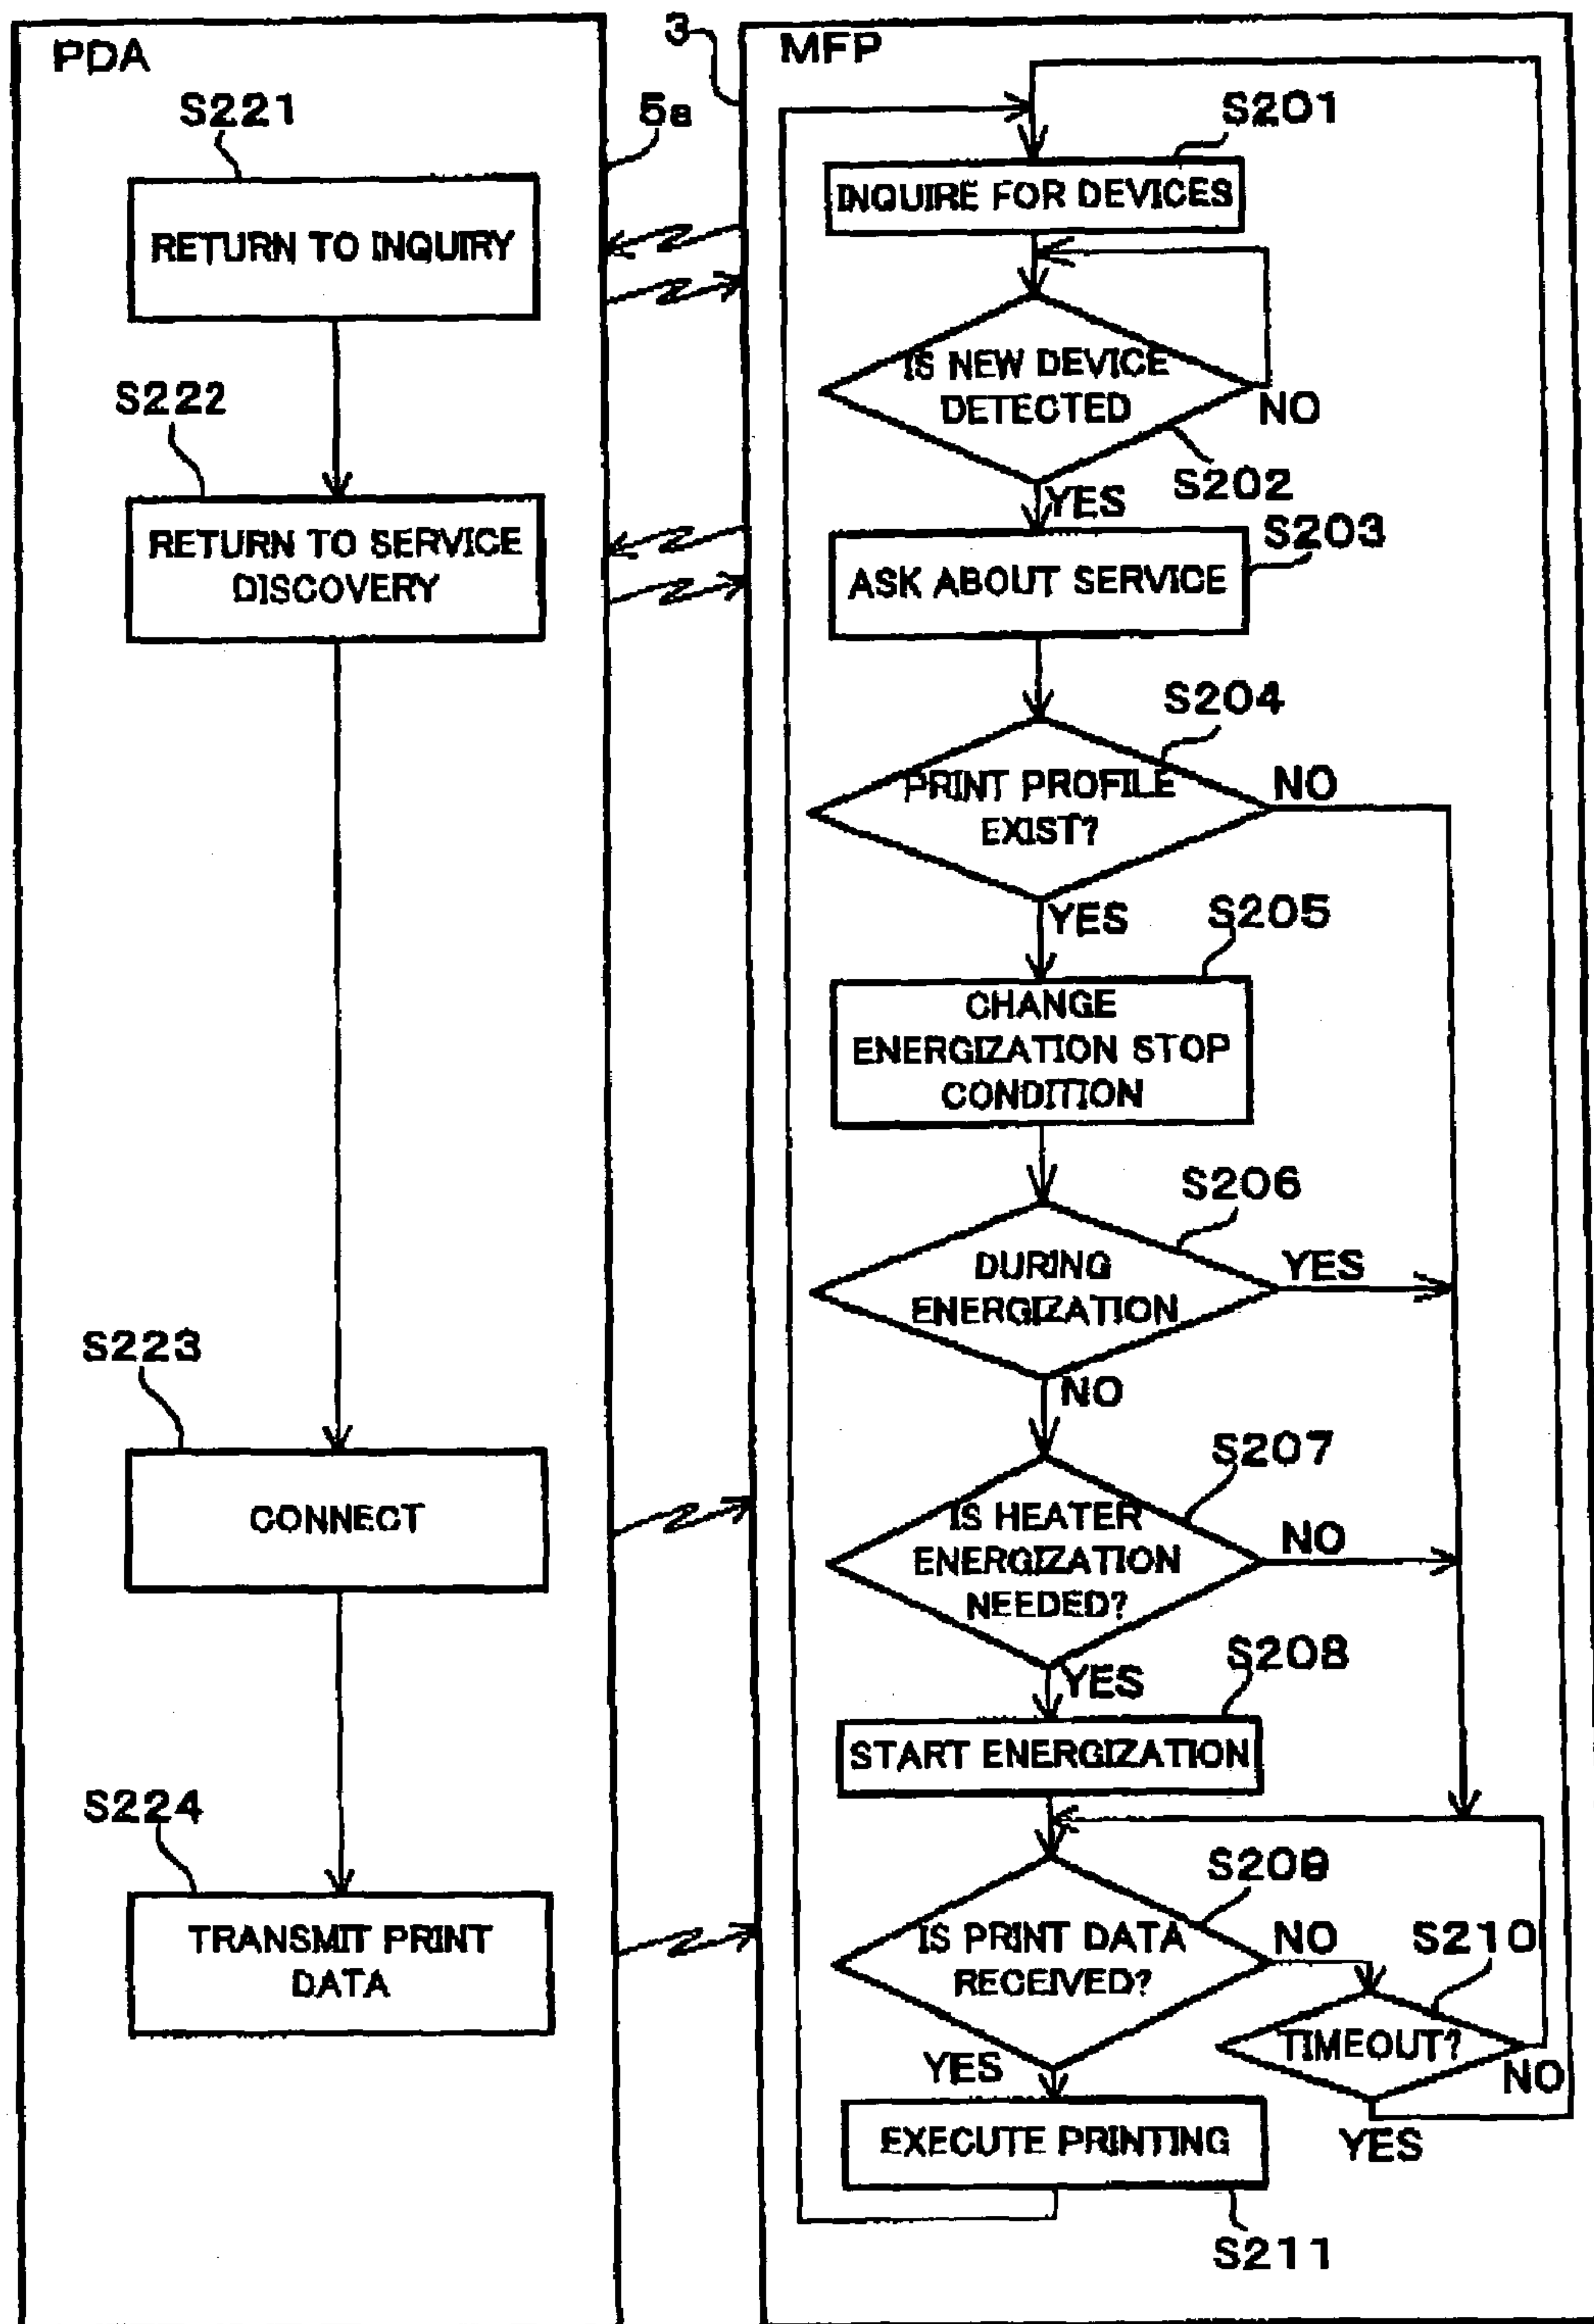 PDA
S221
5a
RETURN TO INQUIRY
S222
RETURN TO SERVICE
DISCOVERY
S223
CONNECT
S224
TRANSMIT PRINT
DATA
3
MFP
S201
INQUIRE FOR DEVICES
IS NEW DEVICE
DETECTED
NO
S202
YES
S203
ASK ABOUT SERVICE
S204
PRINT PROFILE
EXIST?
NO
YES
S205
CHANGE
ENERGIZATION STOP
CONDITION
S206
DURING
ENERGIZATION
YES
NO
S207
IS HEATER
ENERGIZATION
NEEDED?
NO
YES
S208
START ENERGIZATION
S209
IS PRINT DATA
RECEIVED?
NO
S210
TIMEOUT?
NO
YES
YES
EXECUTE PRINTING
S211